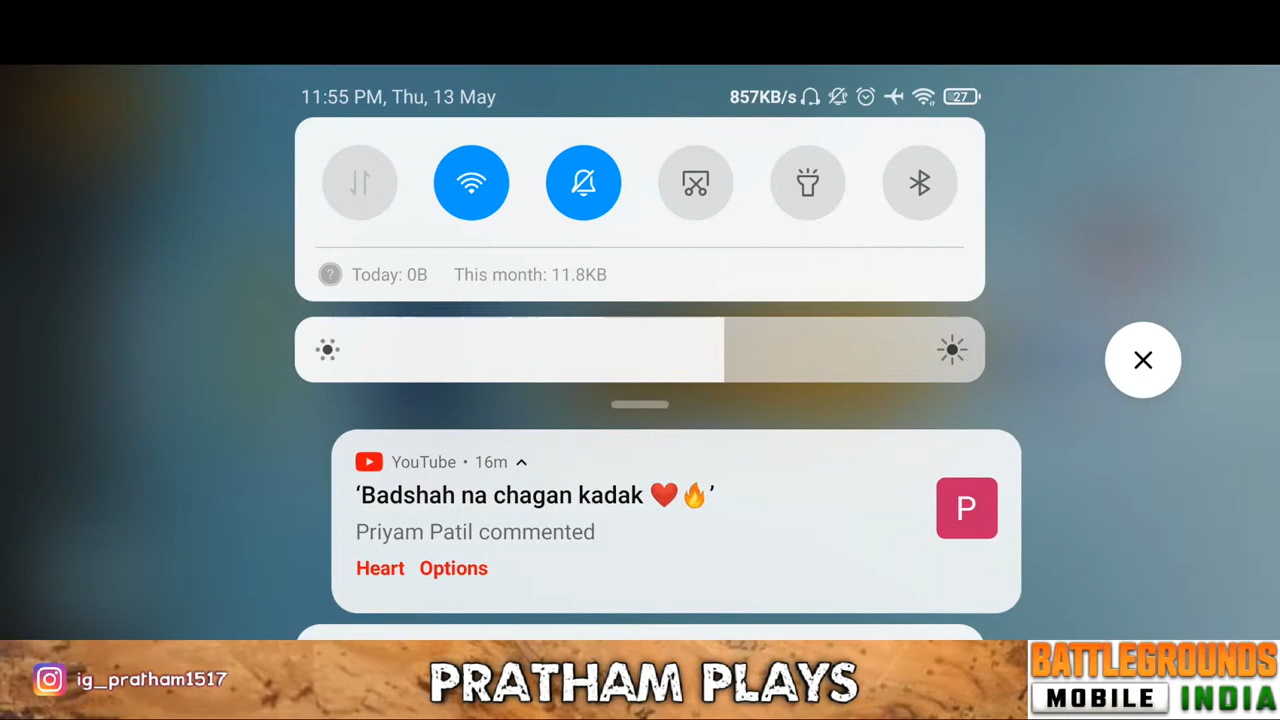 11:55 PM, Thu, 13 May 857KB/s 27
Today: 0B This month: 11.8KB
YouTube • 16m
‘Badshah na chagan kadak ❤️🔥’
Priyam Patil commented
P
Heart Options
ig_pratham1517
PRATHAM PLAYS
BATTLEGROUNDS
MOBILE INDIA